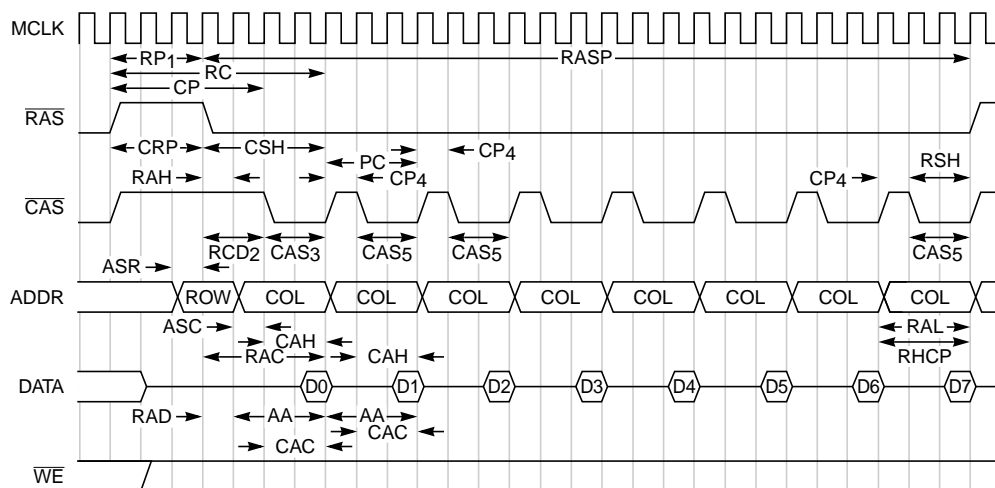 MCLK
RP1
RASP
RC
CP
RAS
CRP
CSH
CP4
PC
RSH
RAH
CP4
CP4
CAS
RCD2
CAS3
CAS5
CAS5
CAS5
ASR
ADDR
ROW
COL
COL
COL
COL
COL
COL
COL
COL
ASC
RAL
CAH
RAC
CAH
RHCP
DATA
D0
D1
D2
D3
D4
D5
D6
D7
RAD
AA
AA
CAC
CAC
WE